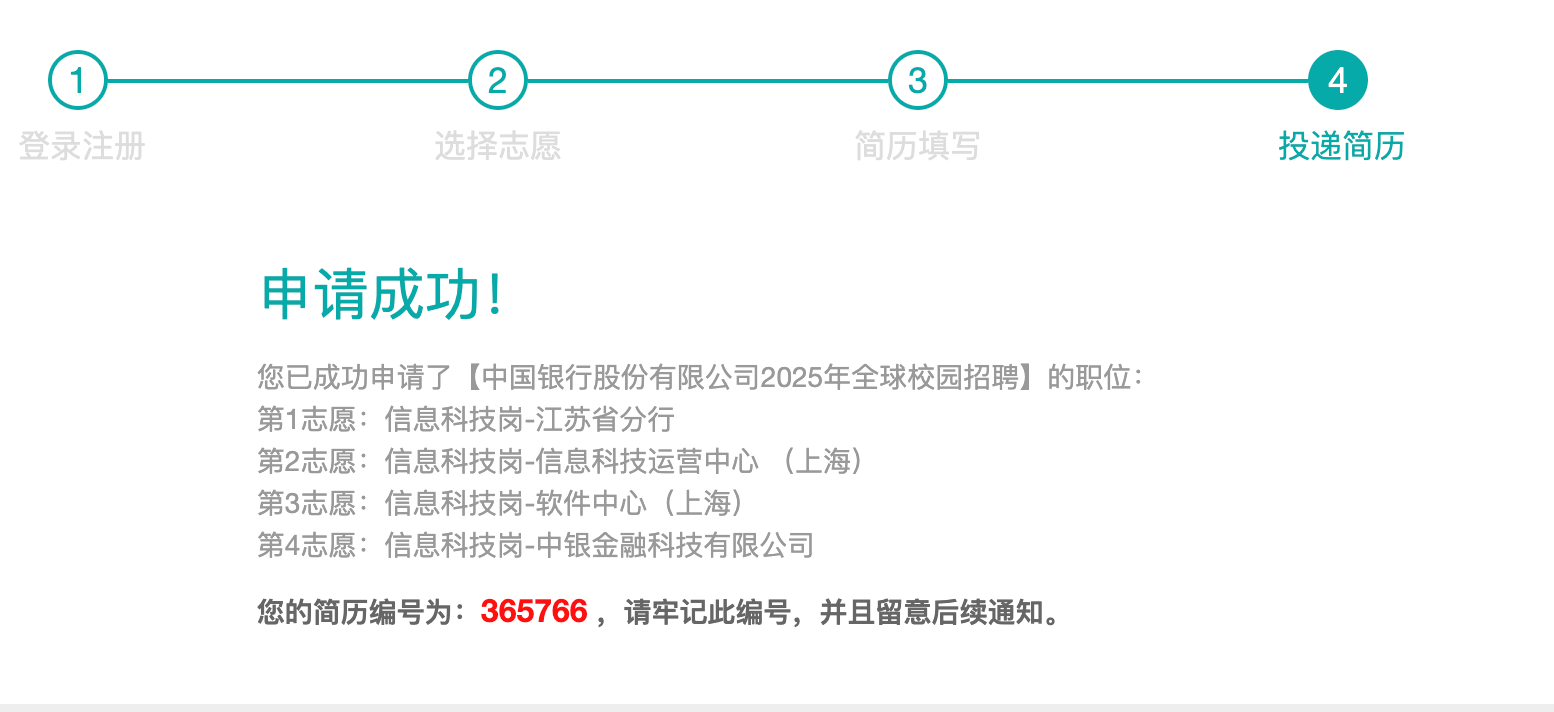 1
2
3
4
登录注册
选择志愿
简历填写
投递简历
申请成功！
您已成功申请了【中国银行股份有限公司2025年全球校园招聘】的职位：
第1志愿：信息科技岗-江苏省分行
第2志愿：信息科技岗-信息科技运营中心 （上海）
第3志愿：信息科技岗-软件中心（上海）
第4志愿：信息科技岗-中银金融科技有限公司
您的简历编号为：365766 ，请牢记此编号，并且留意后续通知。